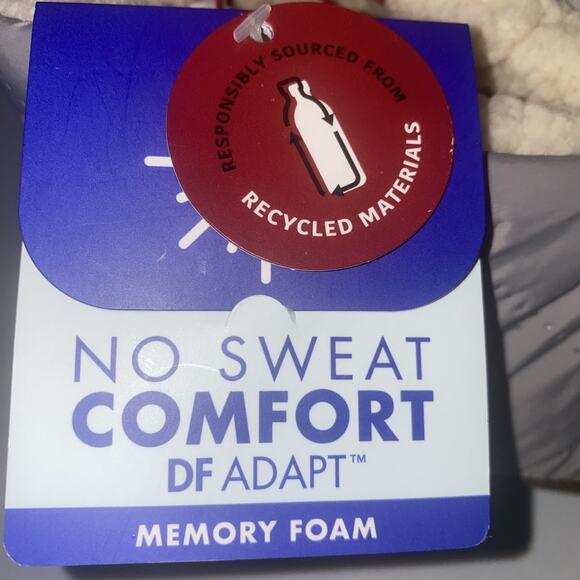 RESPONSIBLY SOURCED FROM
RECYCLED MATERIALS
NO SWEAT
COMFORT
DF ADAPT™
MEMORY FOAM